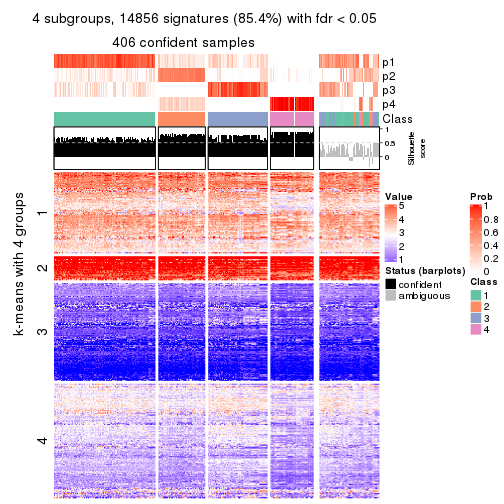 4 subgroups, 14856 signatures (85.4%) with fdr < 0.05
406 confident samples
p1
p2
p3
p4
Class
1
0.5
0
Silhouette
score
k-means with 4 groups
1
2
3
4
Value
5
4
3
2
1
Status (barplots)
confident
ambiguous
Prob
1
0.8
0.6
0.4
0.2
0
Class
1
2
3
4